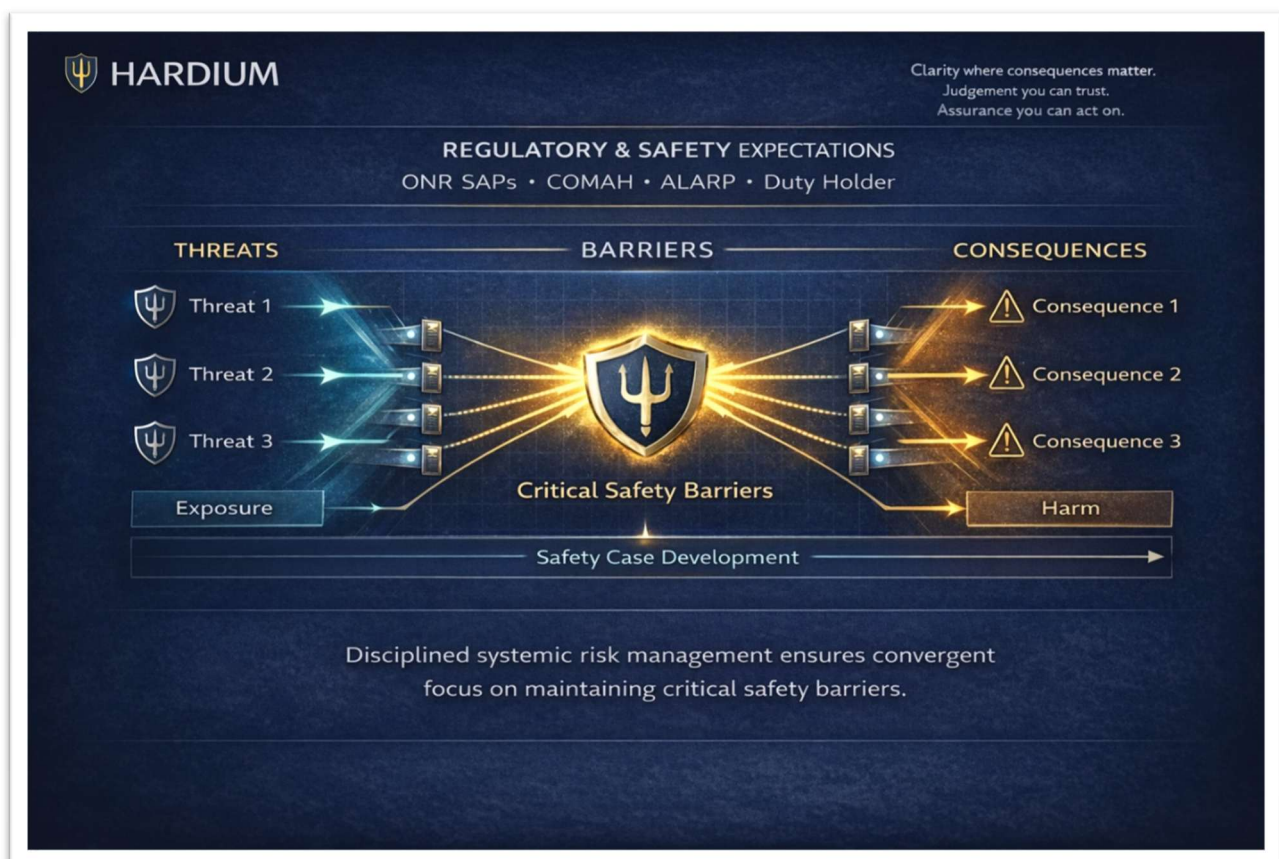 HARDIUM
Clarity where consequences matter.
Judgement you can trust.
Assurance you can act on.
REGULATORY & SAFETY EXPECTATIONS
ONR SAPs • COMAH • ALARP • Duty Holder
THREATS
BARRIERS
CONSEQUENCES
Threat 1
Consequence 1
Threat 2
Consequence 2
Threat 3
Consequence 3
Critical Safety Barriers
Exposure
Harm
Safety Case Development
Disciplined systemic risk management ensures convergent
focus on maintaining critical safety barriers.